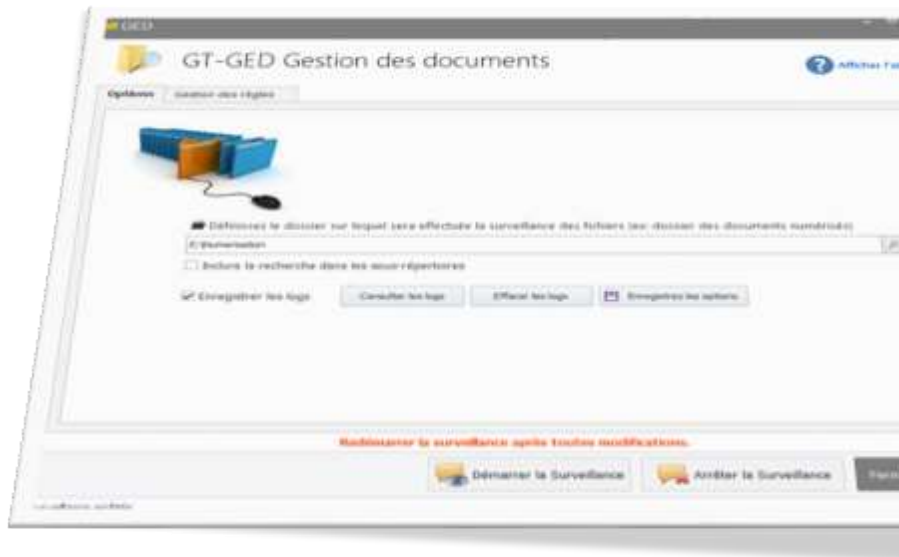 GED
GT-GED Gestion des documents
Afficher l'ai
Options
Gestion des règles
Définissez le dossier sur lequel sera effectuée la surveillance des fichiers (ex: dossier des documents numérisés)
Inclure la recherche dans les sous-répertoires
Enregistrer les logs
Consulter les logs
Effacer les logs
Enregistrez les options
Redémarrer la surveillance après toutes modifications.
Démarrer la Surveillance
Arrêter la Surveillance